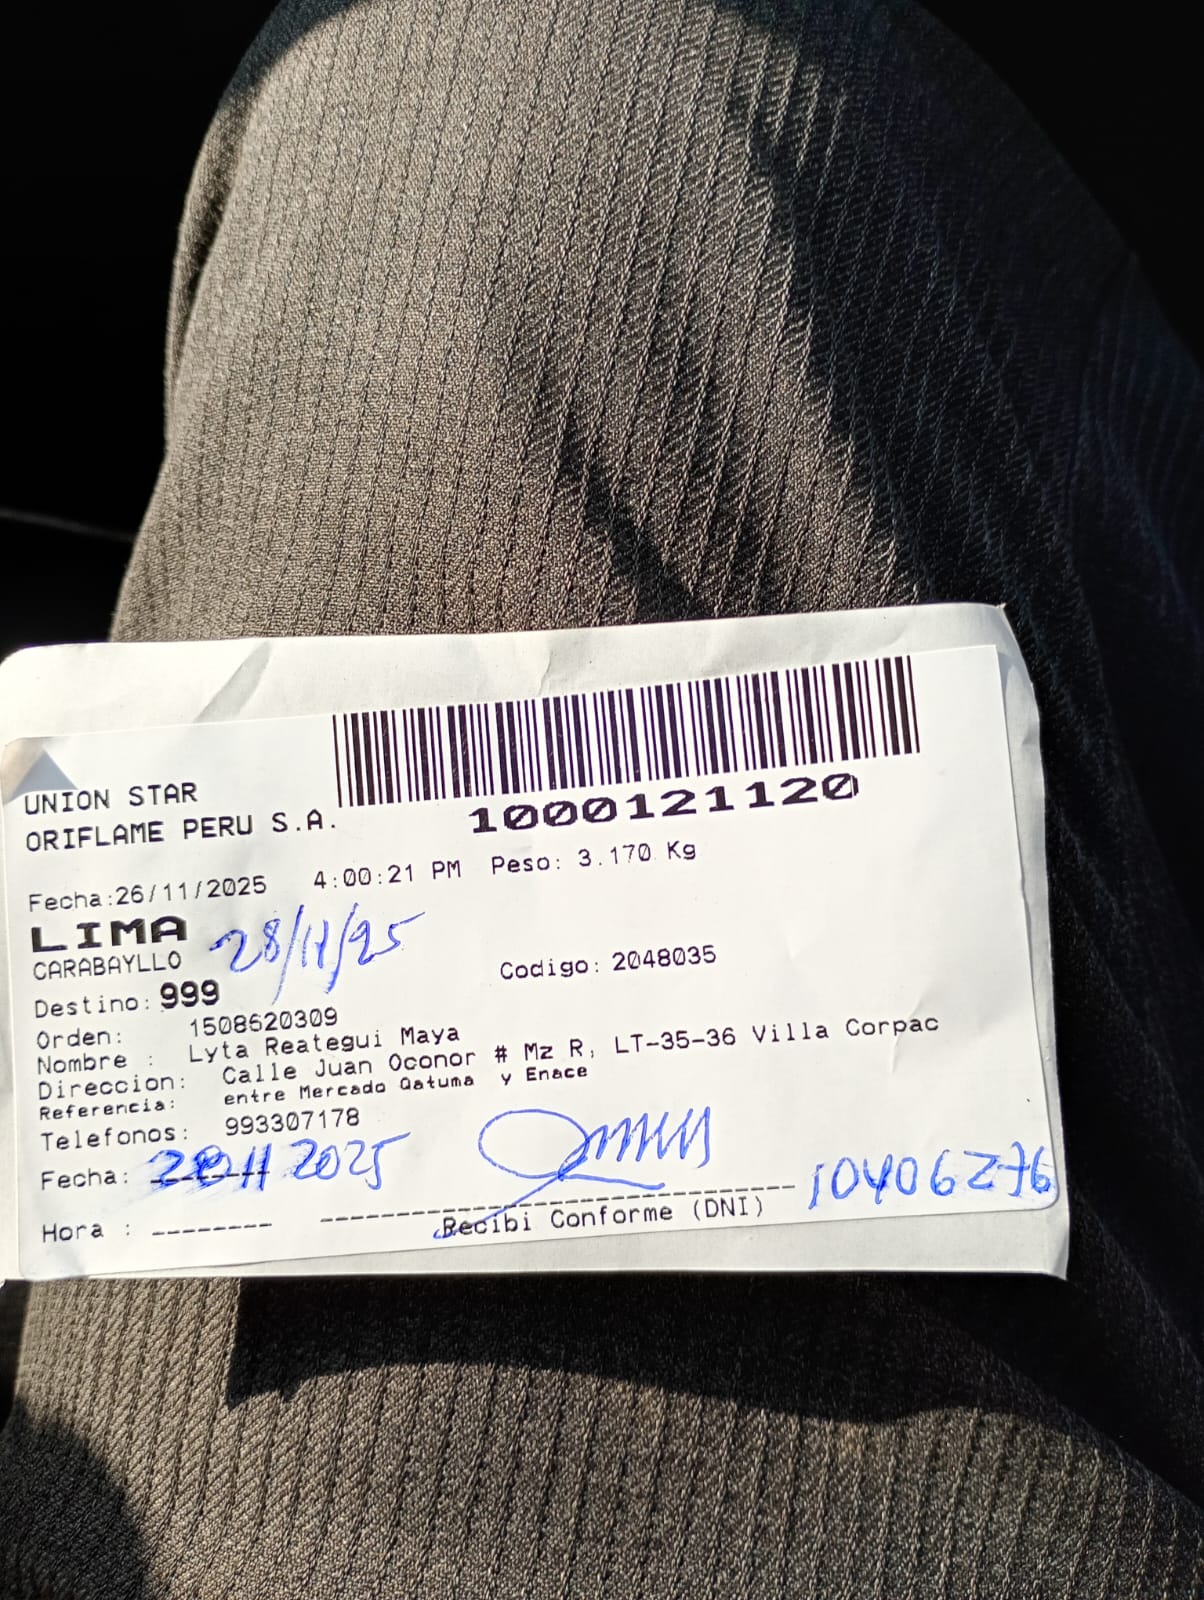 UNION STAR
ORIFLAME PERU S.A.
1000121120
Fecha:26/11/2025 4:00:21 PM Peso: 3.170 Kg
LIMA
28/11/25
CARABAYLLO
Codigo: 2048035
Destino: 999
Orden: 1508620309
Nombre : Lyta Reategui Maya
Direccion: Calle Juan Oconor # Mz R, LT-35-36 Villa Corpac
Referencia: entre Mercado Qatuma y Enace
Telefonos: 993307178
Fecha: 28 11 2025
10406276
Hora : --------
Recibi Conforme (DNI)